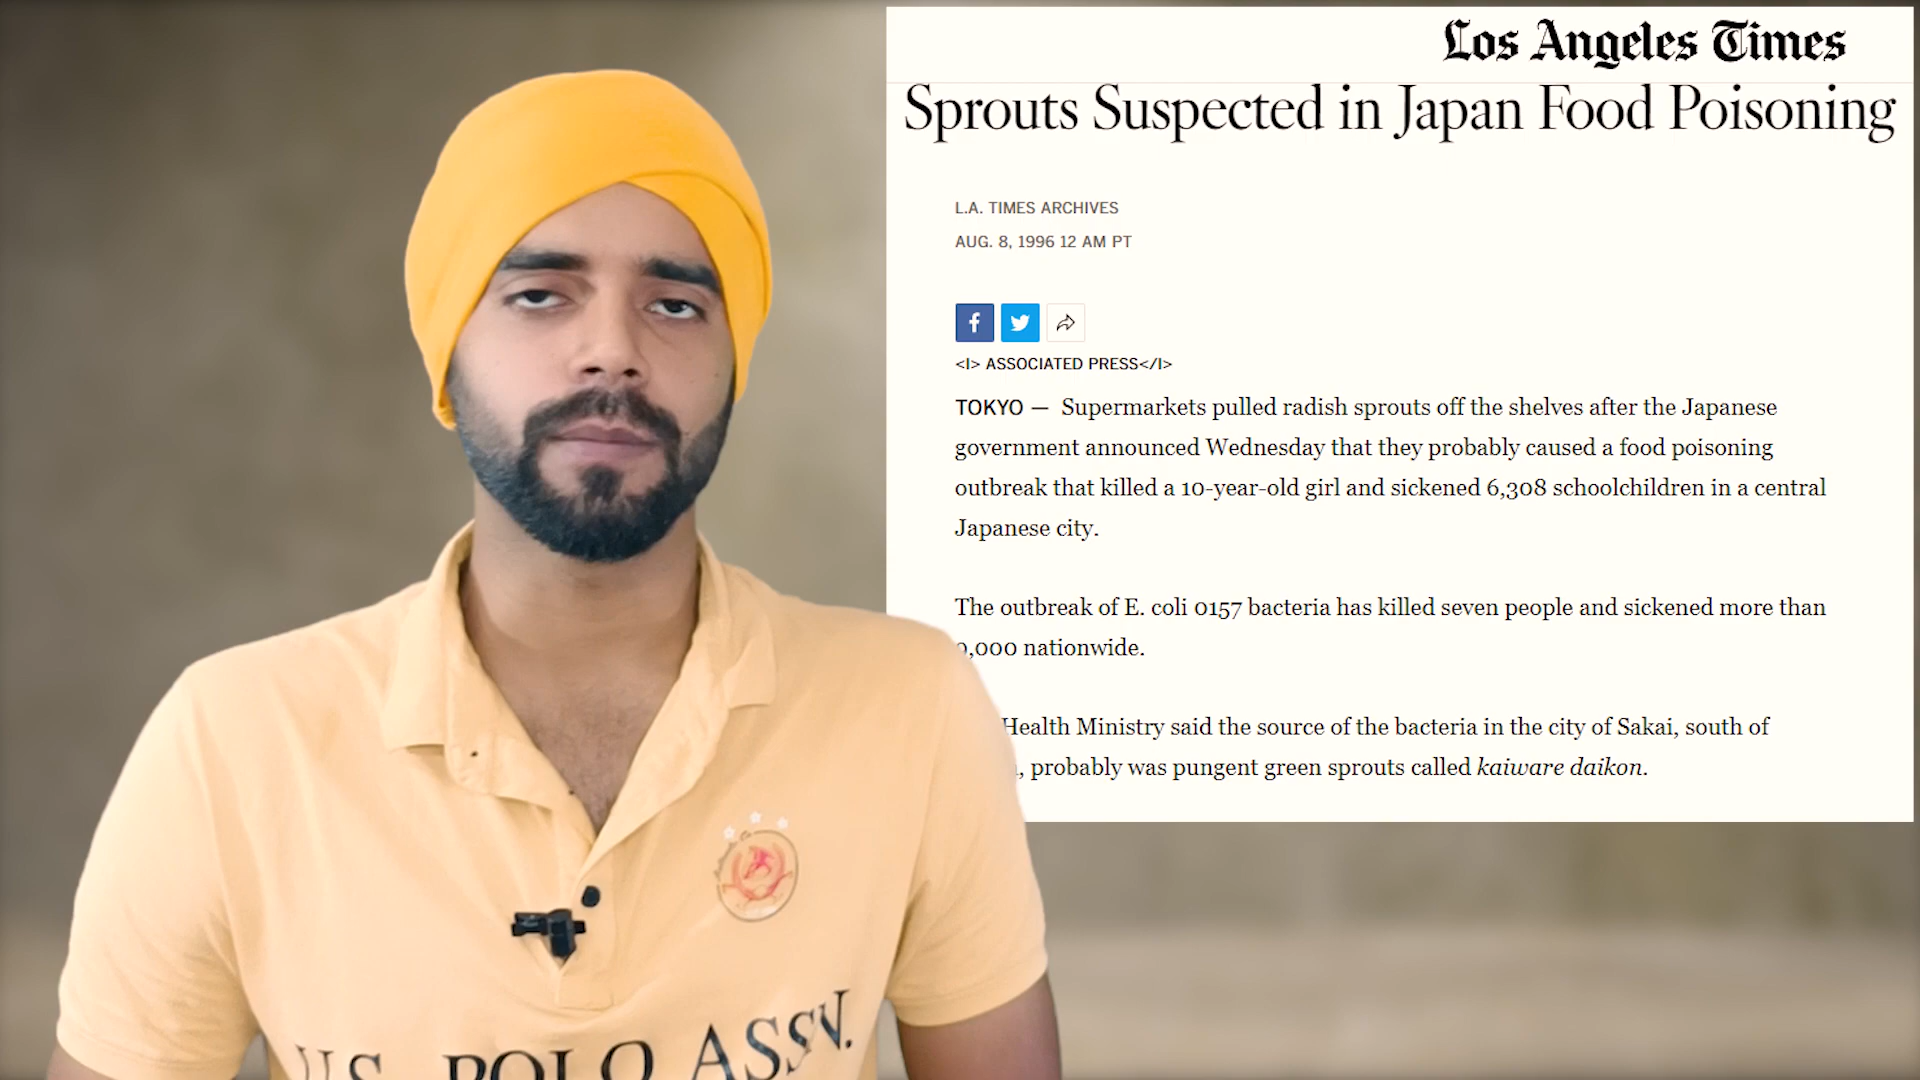 Los Angeles Times
Sprouts Suspected in Japan Food Poisoning
L.A. TIMES ARCHIVES
AUG. 8, 1996 12 AM PT
<I> ASSOCIATED PRESS</I>
TOKYO — Supermarkets pulled radish sprouts off the shelves after the Japanese
government announced Wednesday that they probably caused a food poisoning
outbreak that killed a 10-year-old girl and sickened 6,308 schoolchildren in a central
Japanese city.
The outbreak of E. coli 0157 bacteria has killed seven people and sickened more than
,000 nationwide.
Health Ministry said the source of the bacteria in the city of Sakai, south of
, probably was pungent green sprouts called kaiware daikon.
U.S. POLO ASSN.